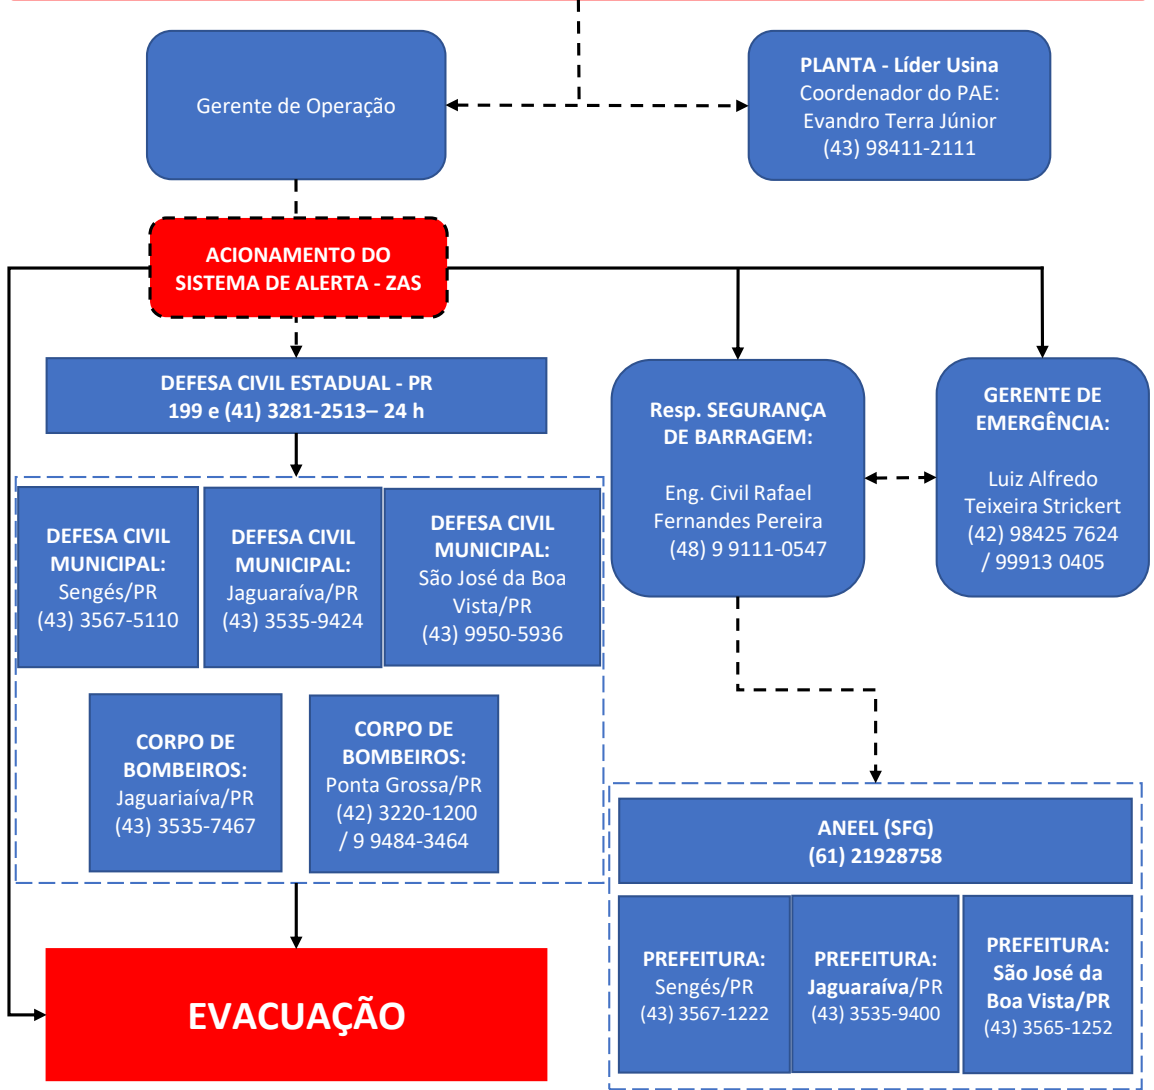 Gerente de Operação
PLANTA - Líder Usina
Coordenador do PAE:
Evandro Terra Júnior
(43) 98411-2111
ACIONAMENTO DO
SISTEMA DE ALERTA - ZAS
DEFESA CIVIL ESTADUAL - PR
199 e (41) 3281-2513– 24 h
Resp. SEGURANÇA
DE BARRAGEM:
Eng. Civil Rafael
Fernandes Pereira
(48) 9 9111-0547
GERENTE DE
EMERGÊNCIA:
Luiz Alfredo
Teixeira Strickert
(42) 98425 7624
/ 99913 0405
DEFESA CIVIL
MUNICIPAL:
Sengés/PR
(43) 3567-5110
DEFESA CIVIL
MUNICIPAL:
Jaguaraíva/PR
(43) 3535-9424
DEFESA CIVIL
MUNICIPAL:
São José da Boa
Vista/PR
(43) 9950-5936
CORPO DE
BOMBEIROS:
Jaguariaíva/PR
(43) 3535-7467
CORPO DE
BOMBEIROS:
Ponta Grossa/PR
(42) 3220-1200
/ 9 9484-3464
ANEEL (SFG)
(61) 21928758
PREFEITURA:
Sengés/PR
(43) 3567-1222
PREFEITURA:
Jaguaraíva/PR
(43) 3535-9400
PREFEITURA:
São José da
Boa Vista/PR
(43) 3565-1252
EVACUAÇÃO